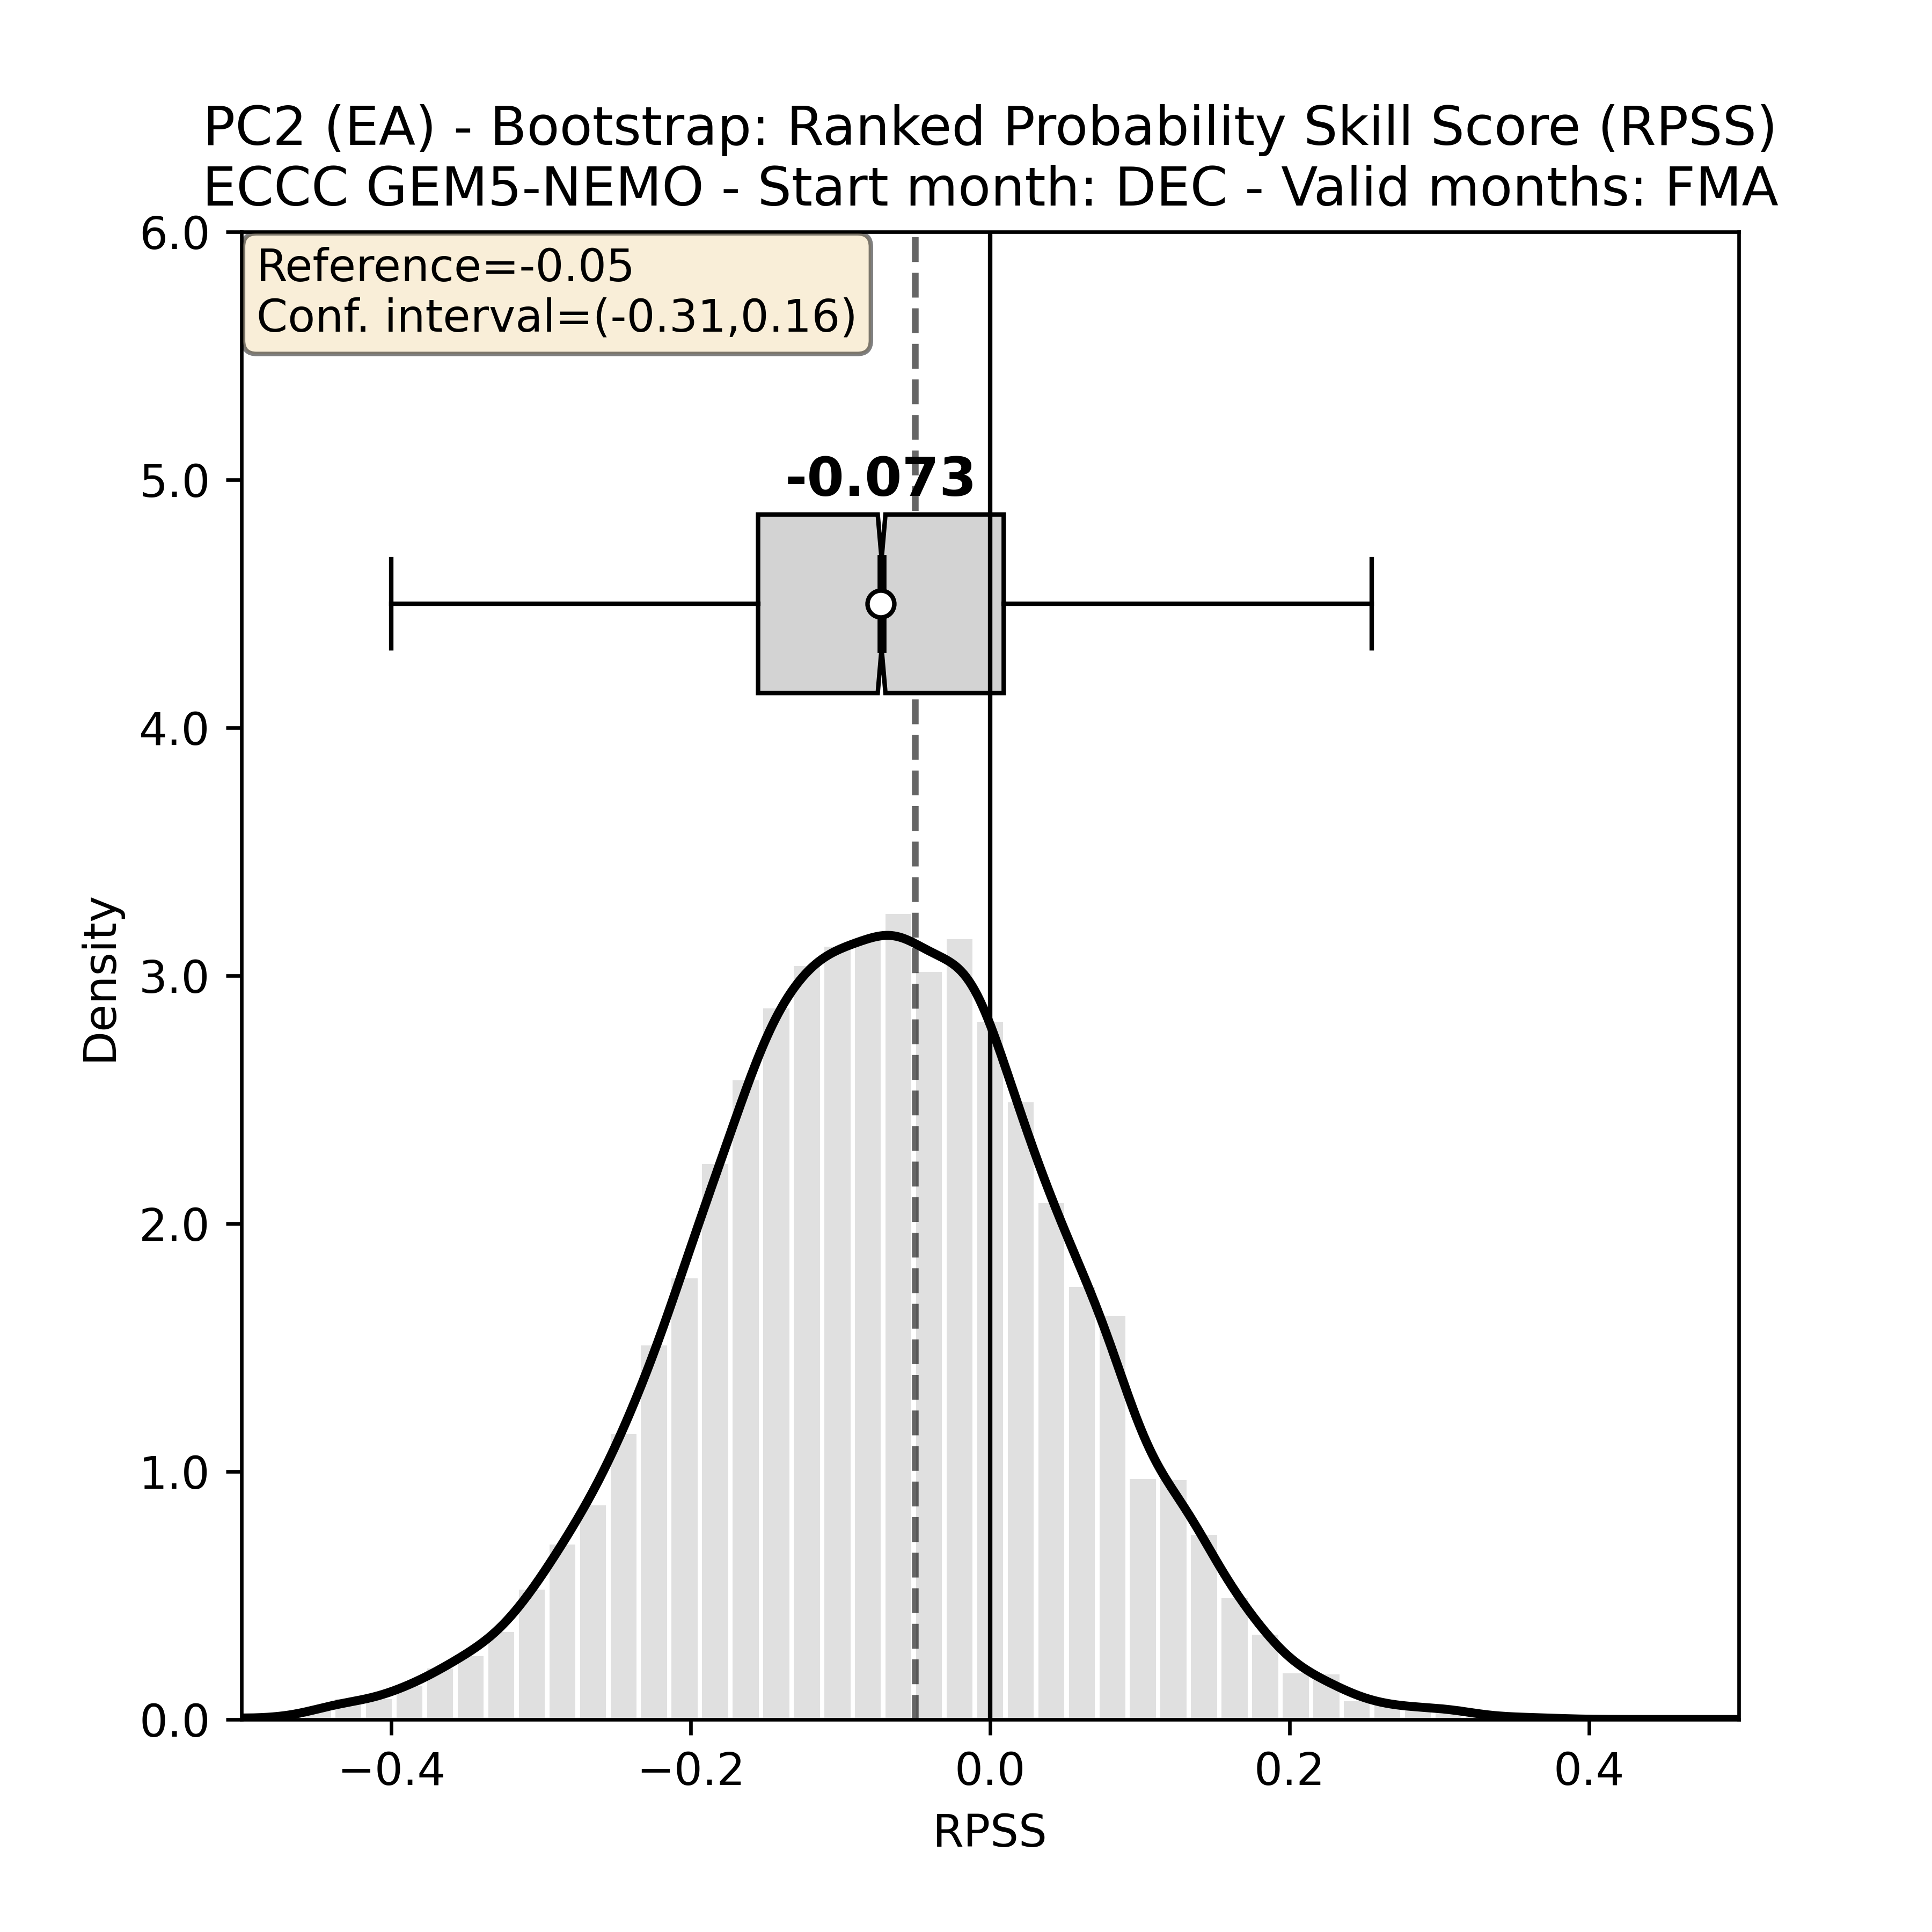 PC2 (EA) - Bootstrap: Ranked Probability Skill Score (RPSS)
ECCC GEM5-NEMO - Start month: DEC - Valid months: FMA
6.0
Reference=-0.05
Conf. interval=(-0.31,0.16)
5.0
-0.073
4.0
3.0
Density
2.0
1.0
0.0
−0.4 −0.2 0.0 0.2 0.4
RPSS